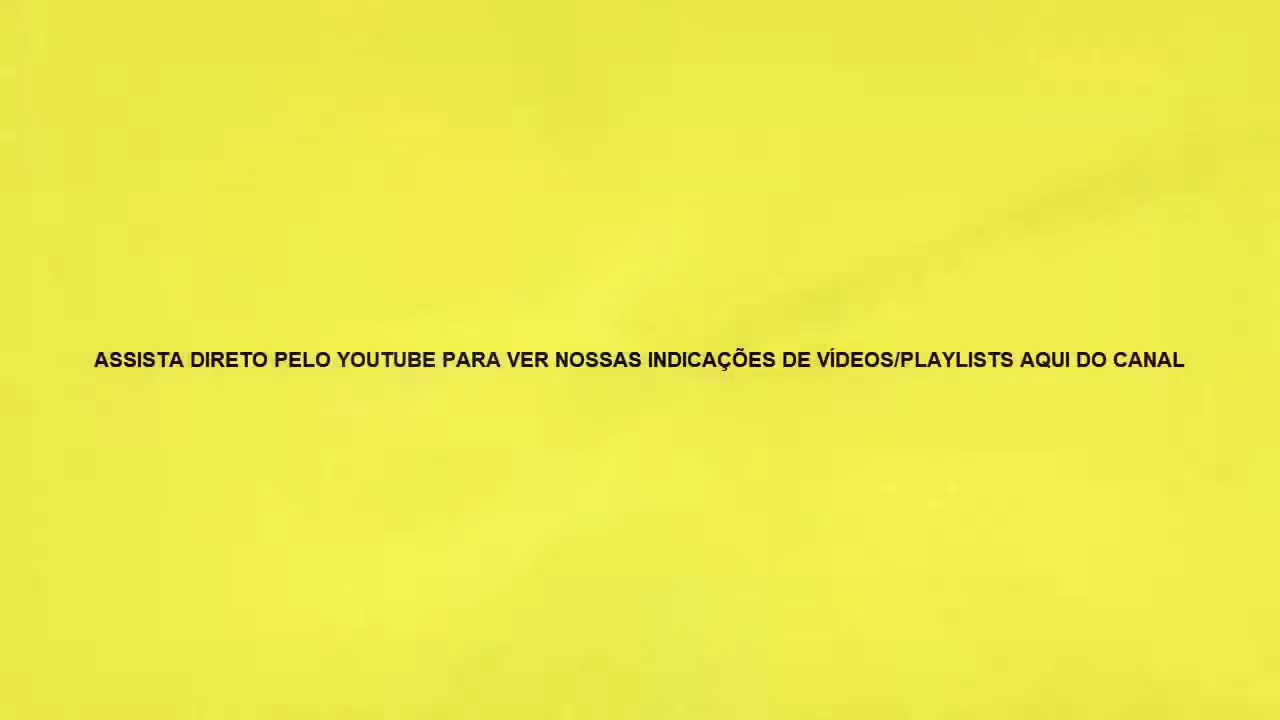 ASSISTA DIRETO PELO YOUTUBE PARA VER NOSSAS INDICAÇÕES DE VÍDEOS/PLAYLISTS AQUI DO CANAL